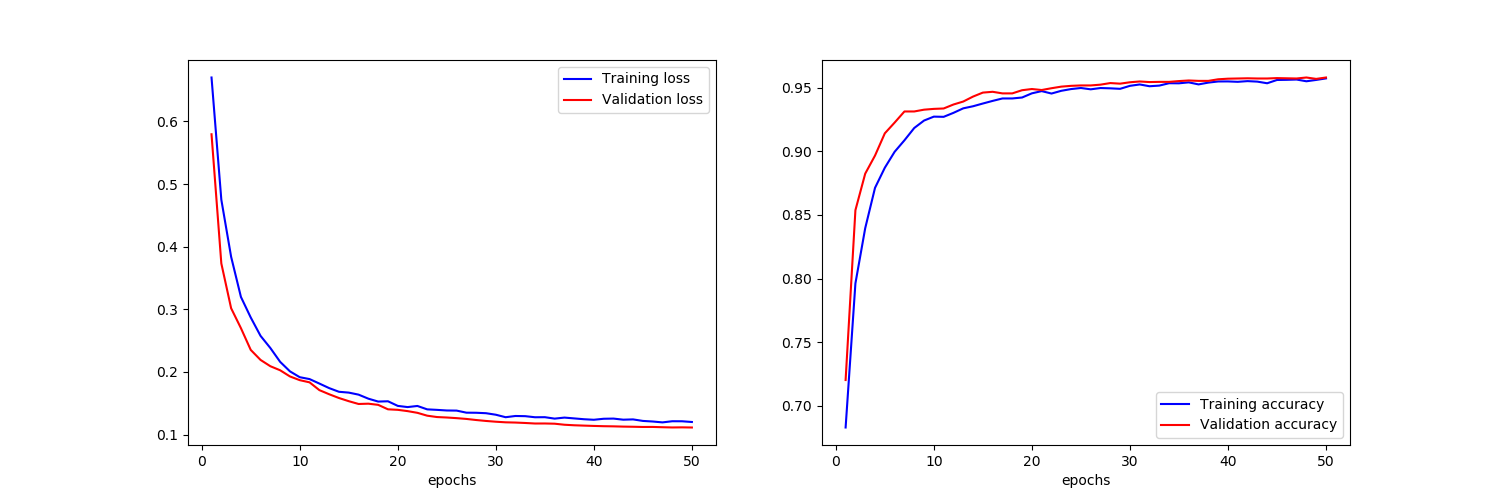 Training loss
Validation loss
0.6
0.5
0.4
0.3
0.2
0.1
0 10 20 30 40 50
epochs
0.95
0.90
0.85
0.80
0.75
0.70
Training accuracy
Validation accuracy
0 10 20 30 40 50
epochs